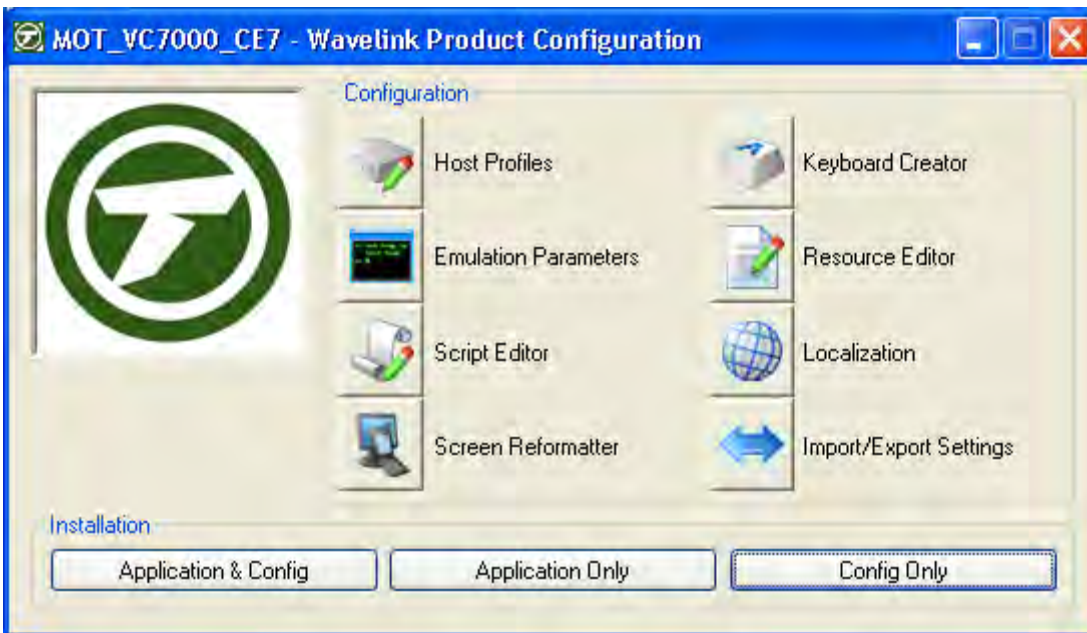 MOT_VC7000_CE7 - Wavelink Product Configuration
Configuration
Host Profiles
Keyboard Creator
Emulation Parameters
Resource Editor
Script Editor
Localization
Screen Reformatter
Import/Export Settings
Installation
Application & Config
Application Only
Config Only